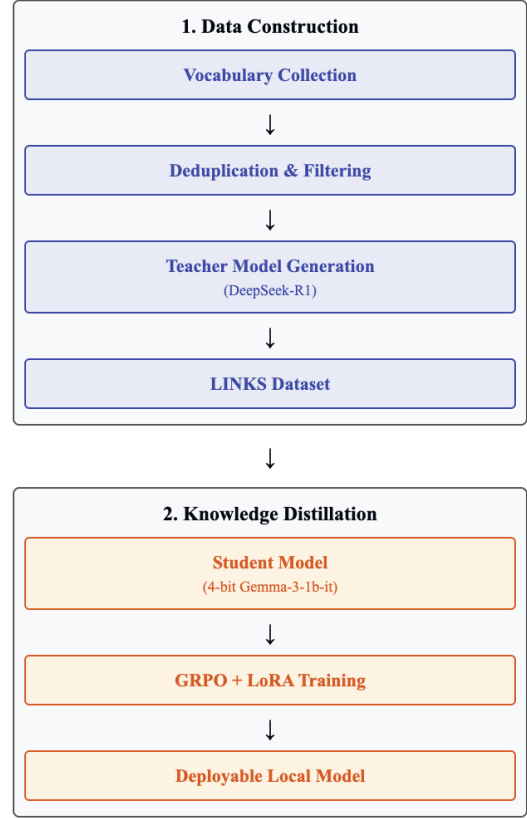 1. Data Construction
Vocabulary Collection
↓
Deduplication & Filtering
↓
Teacher Model Generation
(DeepSeek-R1)
↓
LINKS Dataset
↓
2. Knowledge Distillation
Student Model
(4-bit Gemma-3-1b-it)
↓
GRPO + LoRA Training
↓
Deployable Local Model